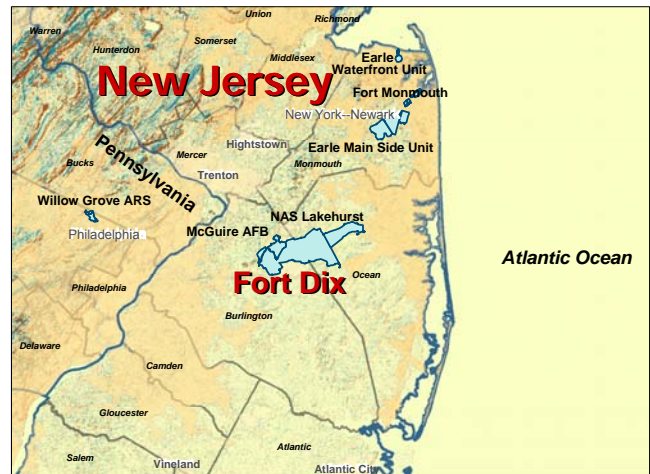 Union
Richmond
Warren
Somerset
Hunterdon
Middlesex
Earle
Waterfront Unit
New Jersey
Fort Monmouth
New York--Newark
Hightstown
Earle Main Side Unit
Pennsylvania
Mercer
Bucks
Monmouth
Trenton
Willow Grove ARS
NAS Lakehurst
McGuire AFB
Philadelphia
Atlantic Ocean
Fort Dix
Ocean
Philadelphia
Burlington
Delaware
Camden
Gloucester
Atlantic
Salem
Vineland
Atlantic City